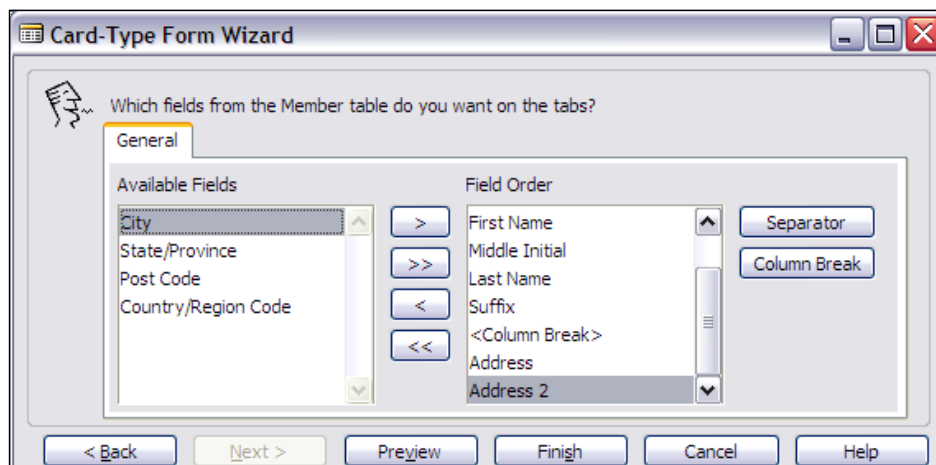 Card-Type Form Wizard
Which fields from the Member table do you want on the tabs?
General
Available Fields
Field Order
City
State/Province
Post Code
Country/Region Code
>
>>
<
<<
First Name
Middle Initial
Last Name
Suffix
<Column Break>
Address
Address 2
Separator
Column Break
< Back
Next >
Preview
Finish
Cancel
Help